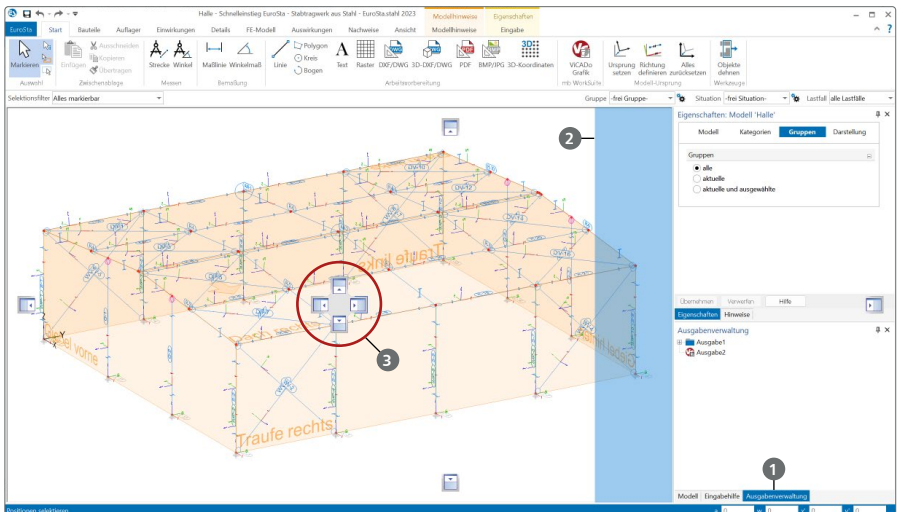 Halle - Schnelleinstieg EuroSta - Stabtragwerk aus Stahl - EuroSta.stahl 2023
Modellhinweise Eigenschaften
EuroSta Start Bauteile Auflager Einwirkungen Details FE-Modell Auswirkungen Nachweise Ansicht Modellhinweise Eingabe
Markieren Einfügen Ausschneiden Kopieren Übertragen Strecke Winkel Maßlinie Winkelmaß Linie Polygon Kreis Bogen Text Raster DXF/DWG 3D-DXF/DWG PDF BMP/JPG 3D-Koordinaten ViCADo Grafik Ursprung setzen Richtung definieren Alles zurücksetzen Objekte dehnen
Auswahl Zwischenablage Messen Bemaßung Arbeitsvorbereitung mb WorkSuite Modell-Ursprung Werkzeuge
Selektionsfilter Alles markierbar Gruppe -frei Gruppe- Situation -frei Situation- Lastfall alle Lastfälle
Eigenschaften: Modell 'Halle'
Modell Kategorien Gruppen Darstellung
Gruppen
alle
aktuelle
aktuelle und ausgewählte
2
Traufe links
3
Traufe rechts
Übernehmen Verwerfen Hilfe
Eigenschaften Hinweise
Ausgabenverwaltung
Ausgabe1
Ausgabe2
1
Modell Eingabehilfe Ausgabenverwaltung
Positionen selektieren